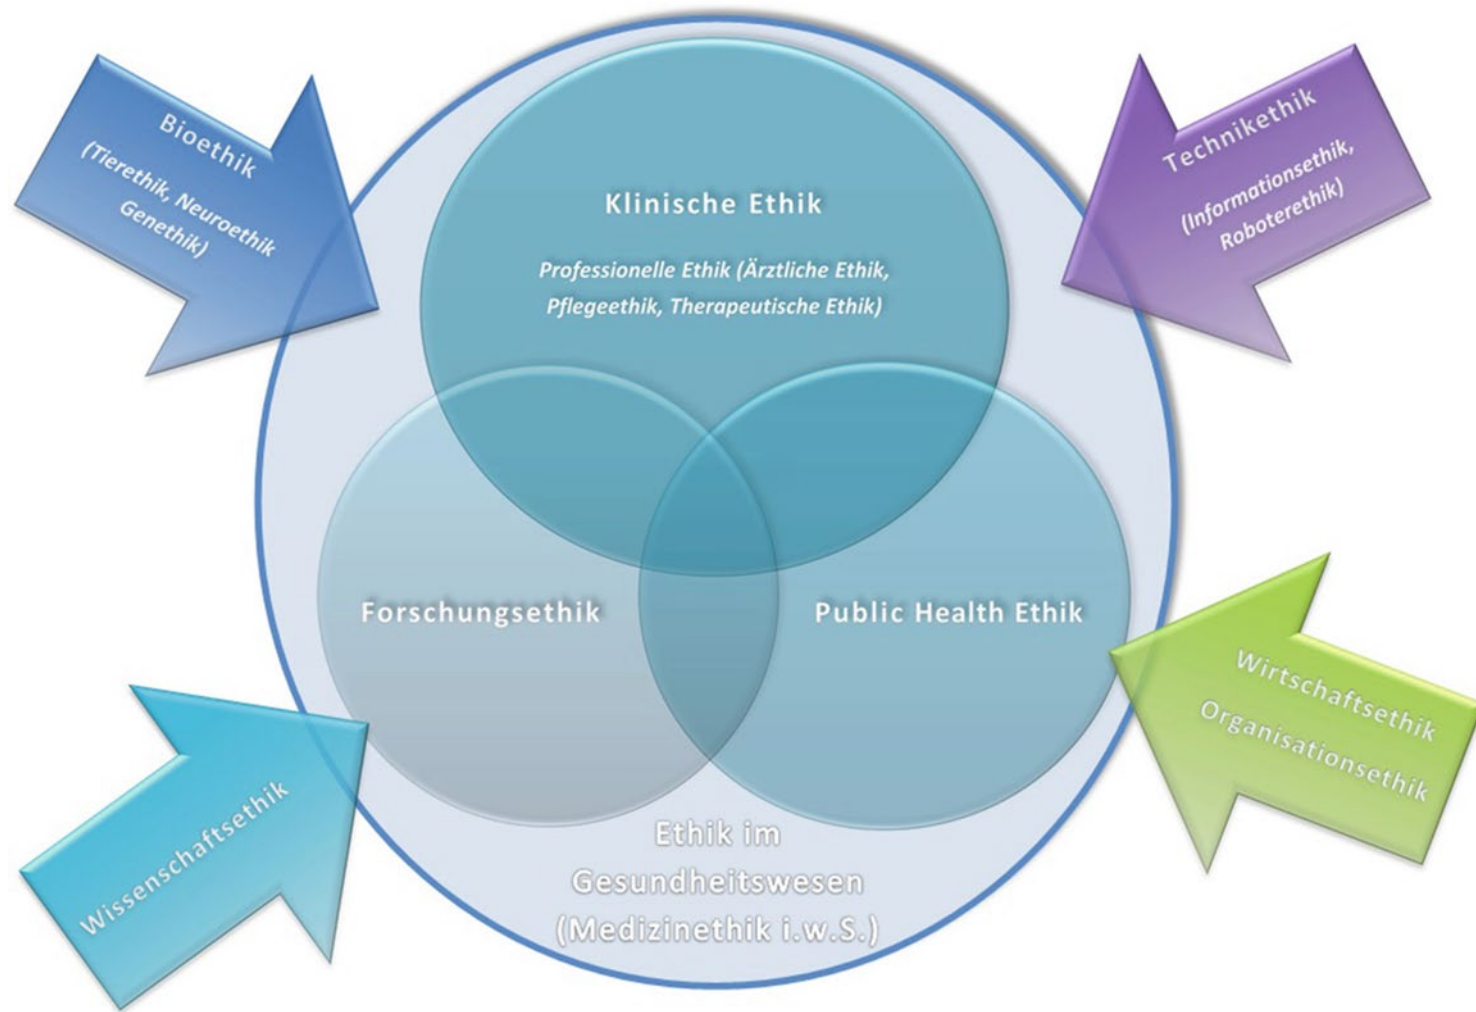 Bioethik
(Tierethik, Neuroethik
Genethik)
Technikethik
(Informationsethik,
Roboterethik)
Klinische Ethik
Professionelle Ethik (Ärztliche Ethik,
Pflegeethik, Therapeutische Ethik)
Forschungsethik
Public Health Ethik
Wirtschaftsethik
Organisationsethik
Wissenschaftsethik
Ethik im
Gesundheitswesen
(Medizinethik i.w.S.)